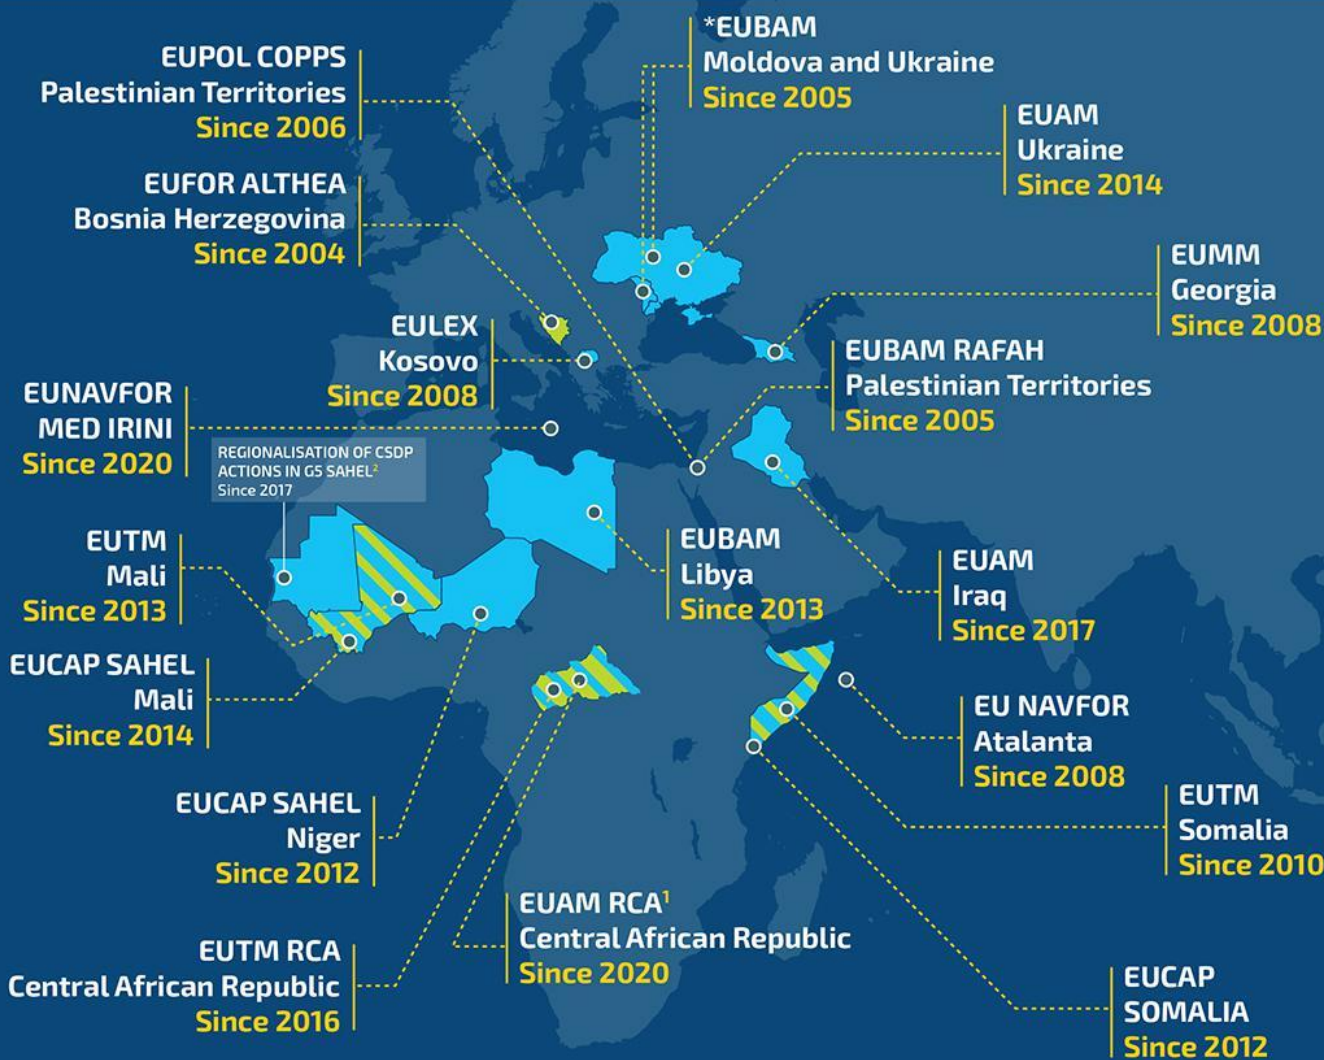 EUPOL COPPS
Palestinian Territories
Since 2006
*EUBAM
Moldova and Ukraine
Since 2005
EUAM
Ukraine
Since 2014
EUFOR ALTHEA
Bosnia Herzegovina
Since 2004
EUMM
Georgia
Since 2008
EULEX
Kosovo
Since 2008
EUBAM RAFAH
Palestinian Territories
Since 2005
EUNAVFOR
MED IRINI
Since 2020
REGIONALISATION OF CSDP
ACTIONS IN G5 SAHEL²
Since 2017
EUTM
Mali
Since 2013
EUBAM
Libya
Since 2013
EUAM
Iraq
Since 2017
EUCAP SAHEL
Mali
Since 2014
EU NAVFOR
Atalanta
Since 2008
EUCAP SAHEL
Niger
Since 2012
EUTM
Somalia
Since 2010
EUAM RCA¹
Central African Republic
Since 2020
EUTM RCA
Central African Republic
Since 2016
EUCAP
SOMALIA
Since 2012